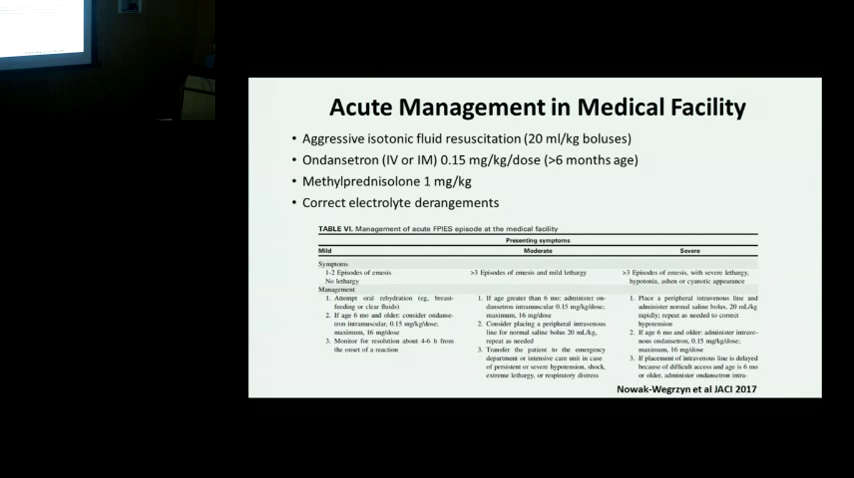 Acute Management in Medical Facility
• Aggressive isotonic fluid resuscitation (20 ml/kg boluses)
• Ondansetron (IV or IM) 0.15 mg/kg/dose (>6 months age)
• Methylprednisolone 1 mg/kg
• Correct electrolyte derangements
TABLE VI. Management of acute FPIES episode at the medical facility
Presenting symptoms
Mild Moderate Severe
Symptoms
1-2 Episodes of emesis
No lethargy
>3 Episodes of emesis and mild lethargy
>3 Episodes of emesis, with severe lethargy,
hypotonia, ashen or cyanotic appearance
Management
1. Attempt oral rehydration (eg, breast-
feeding or clear fluids)
2. If age 6 mo and older: consider ondanse-
tron intramuscular, 0.15 mg/kg/dose;
maximum, 16 mg/dose
3. Monitor for resolution about 4-6 h from
the onset of a reaction
1. If age greater than 6 mo: administer on-
dansetron intramuscular 0.15 mg/kg/dose;
maximum, 16 mg/dose
2. Consider placing a peripheral intravenous
line for normal saline bolus 20 mL/kg,
repeat as needed
3. Transfer the patient to the emergency
department or intensive care unit in case
of persistent or severe hypotension, shock,
extreme lethargy, or respiratory distress
1. Place a peripheral intravenous line and
administer normal saline bolus, 20 mL/kg
rapidly; repeat as needed to correct
hypotension
2. If age 6 mo and older: administer intrave-
nous ondansetron, 0.15 mg/kg/dose;
maximum, 16 mg/dose
3. If placement of intravenous line is delayed
because of difficult access and age is 6 mo
or older, administer ondansetron intra-
Nowak-Wegrzyn et al JACI 2017